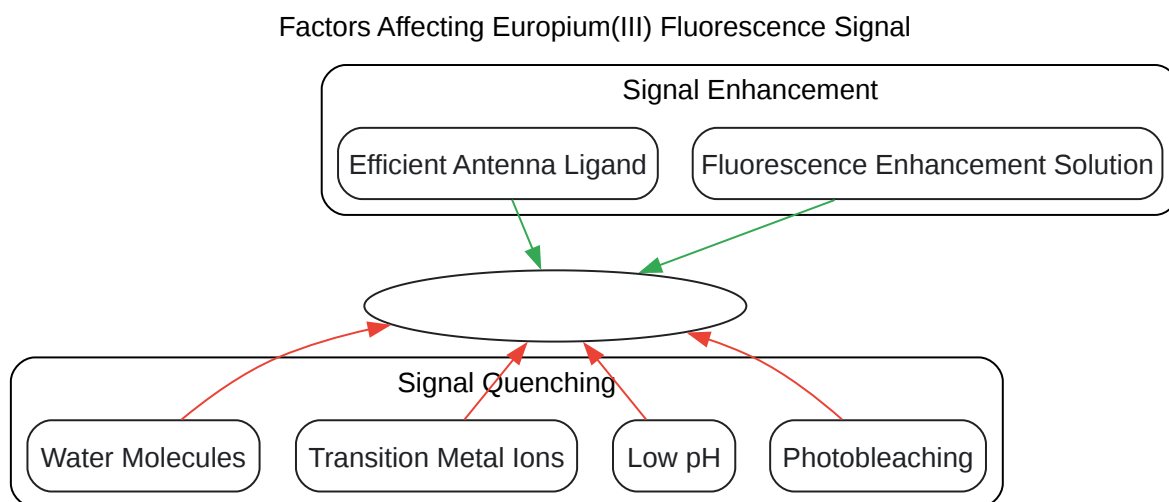 Factors Affecting Europium(III) Fluorescence Signal
Signal Enhancement
Efficient Antenna Ligand
Fluorescence Enhancement Solution
Signal Quenching
Water Molecules
Transition Metal Ions
Low pH
Photobleaching